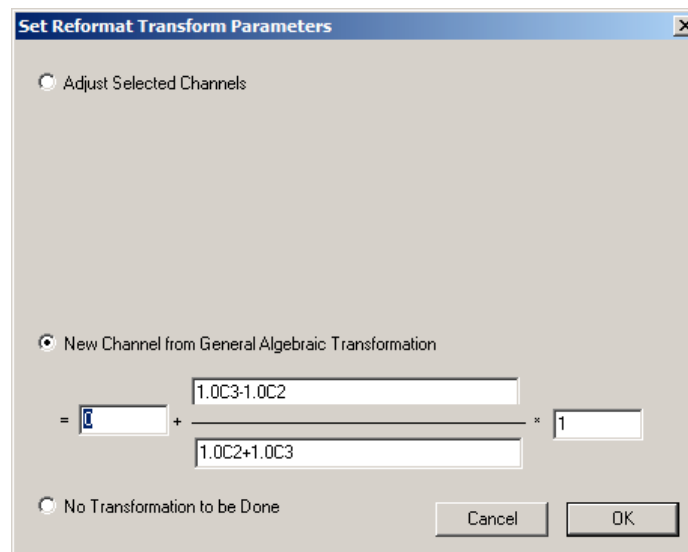 Set Reformat Transform Parameters
Adjust Selected Channels
New Channel from General Algebraic Transformation
1.0C3-1.0C2
= 0 + * 1
1.0C2+1.0C3
No Transformation to be Done
Cancel OK